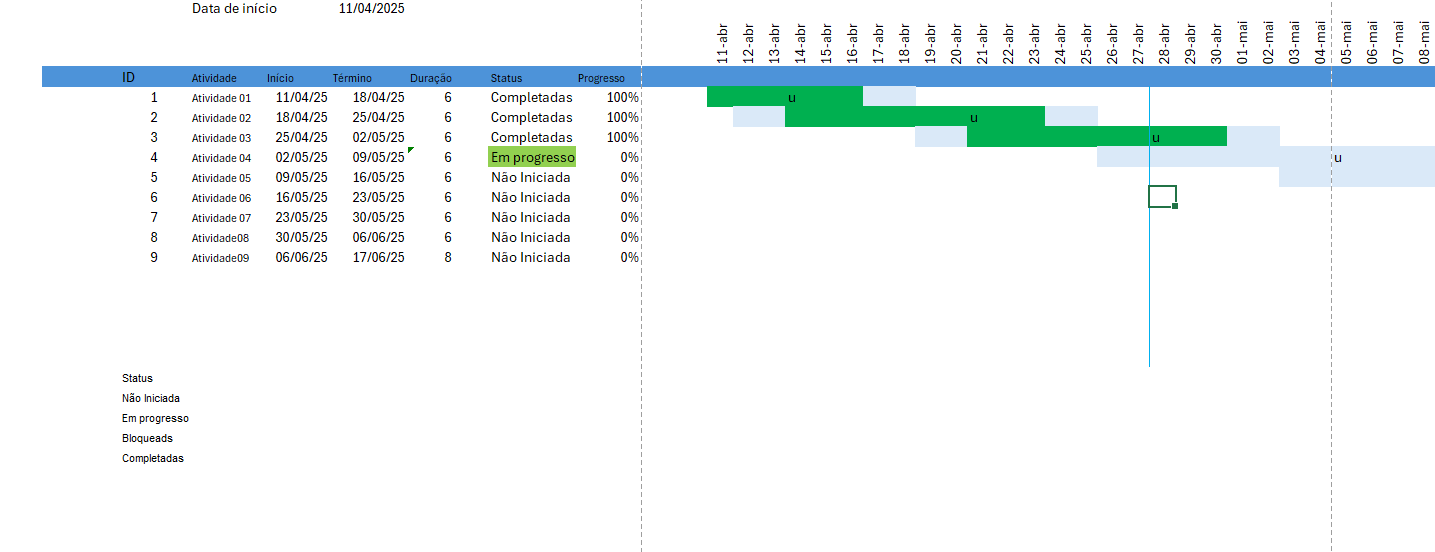 Data de início 11/04/2025
11-abr 12-abr 13-abr 14-abr 15-abr 16-abr 17-abr 18-abr 19-abr 20-abr 21-abr 22-abr 23-abr 24-abr 25-abr 26-abr 27-abr 28-abr 29-abr 30-abr 01-mai 02-mai 03-mai 04-mai 05-mai 06-mai 07-mai 08-mai
ID Atividade Início Término Duração Status Progresso
1 Atividade 01 11/04/25 18/04/25 6 Completadas 100% u
2 Atividade 02 18/04/25 25/04/25 6 Completadas 100% u
3 Atividade 03 25/04/25 02/05/25 6 Completadas 100% u
4 Atividade 04 02/05/25 09/05/25 6 Em progresso 0% u
5 Atividade 05 09/05/25 16/05/25 6 Não Iniciada 0%
6 Atividade 06 16/05/25 23/05/25 6 Não Iniciada 0%
7 Atividade 07 23/05/25 30/05/25 6 Não Iniciada 0%
8 Atividade08 30/05/25 06/06/25 6 Não Iniciada 0%
9 Atividade09 06/06/25 17/06/25 8 Não Iniciada 0%
Status
Não Iniciada
Em progresso
Bloqueads
Completadas